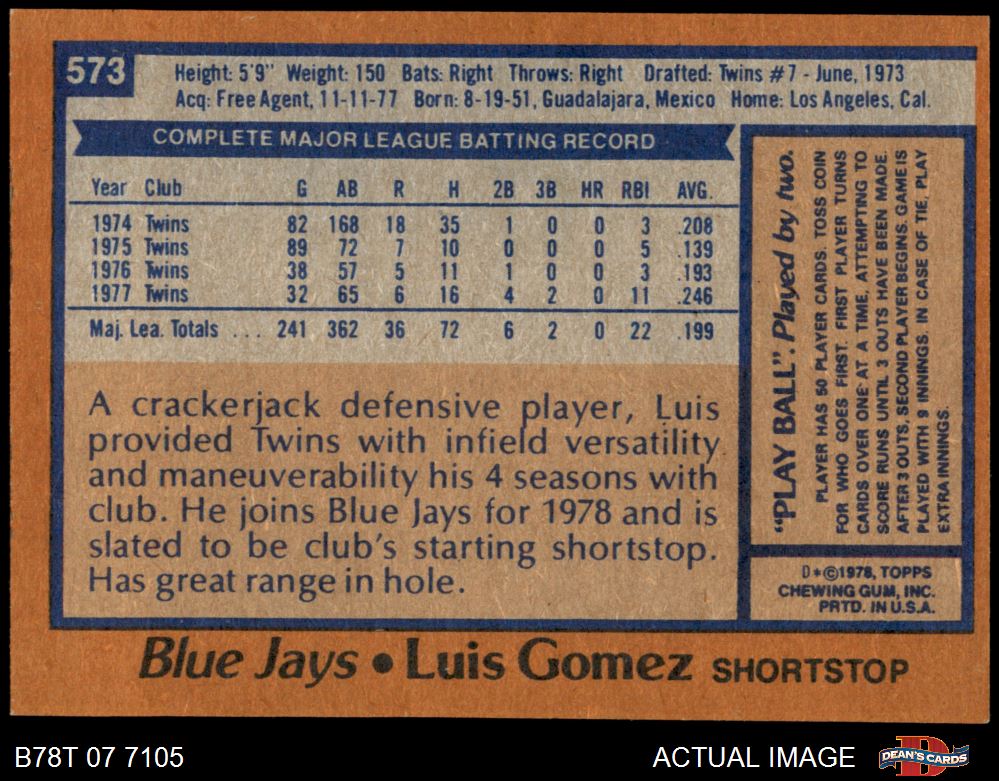 573
Height: 5'9" Weight: 150 Bats: Right Throws: Right Drafted: Twins #7 - June, 1973
Acq: Free Agent, 11-11-77 Born: 8-19-51, Guadalajara, Mexico Home: Los Angeles, Cal.
COMPLETE MAJOR LEAGUE BATTING RECORD
Year Club G AB R H 2B 3B HR RBI AVG.
1974 Twins 82 168 18 35 1 0 0 3 .208
1975 Twins 89 72 7 10 0 0 0 5 .139
1976 Twins 38 57 5 11 1 0 0 3 .193
1977 Twins 32 65 6 16 4 2 0 11 .246
Maj. Lea. Totals ... 241 362 36 72 6 2 0 22 .199
A crackerjack defensive player, Luis
provided Twins with infield versatility
and maneuverability his 4 seasons with
club. He joins Blue Jays for 1978 and is
slated to be club's starting shortstop.
Has great range in hole.
"PLAY BALL". Played by two.
PLAYER HAS 50 PLAYER CARDS. TOSS COIN
FOR WHO GOES FIRST. FIRST PLAYER TURNS
CARDS OVER ONE AT A TIME, ATTEMPTING TO
SCORE RUNS UNTIL 3 OUTS HAVE BEEN MADE.
AFTER 3 OUTS, SECOND PLAYER BEGINS. GAME IS
PLAYED WITH 9 INNINGS. IN CASE OF TIE, PLAY
EXTRA INNINGS.
D*©1978, TOPPS
CHEWING GUM, INC.
PRTD. IN U.S.A.
Blue Jays • Luis Gomez SHORTSTOP
B78T 07 7105
ACTUAL IMAGE
DEAN'S CARDS